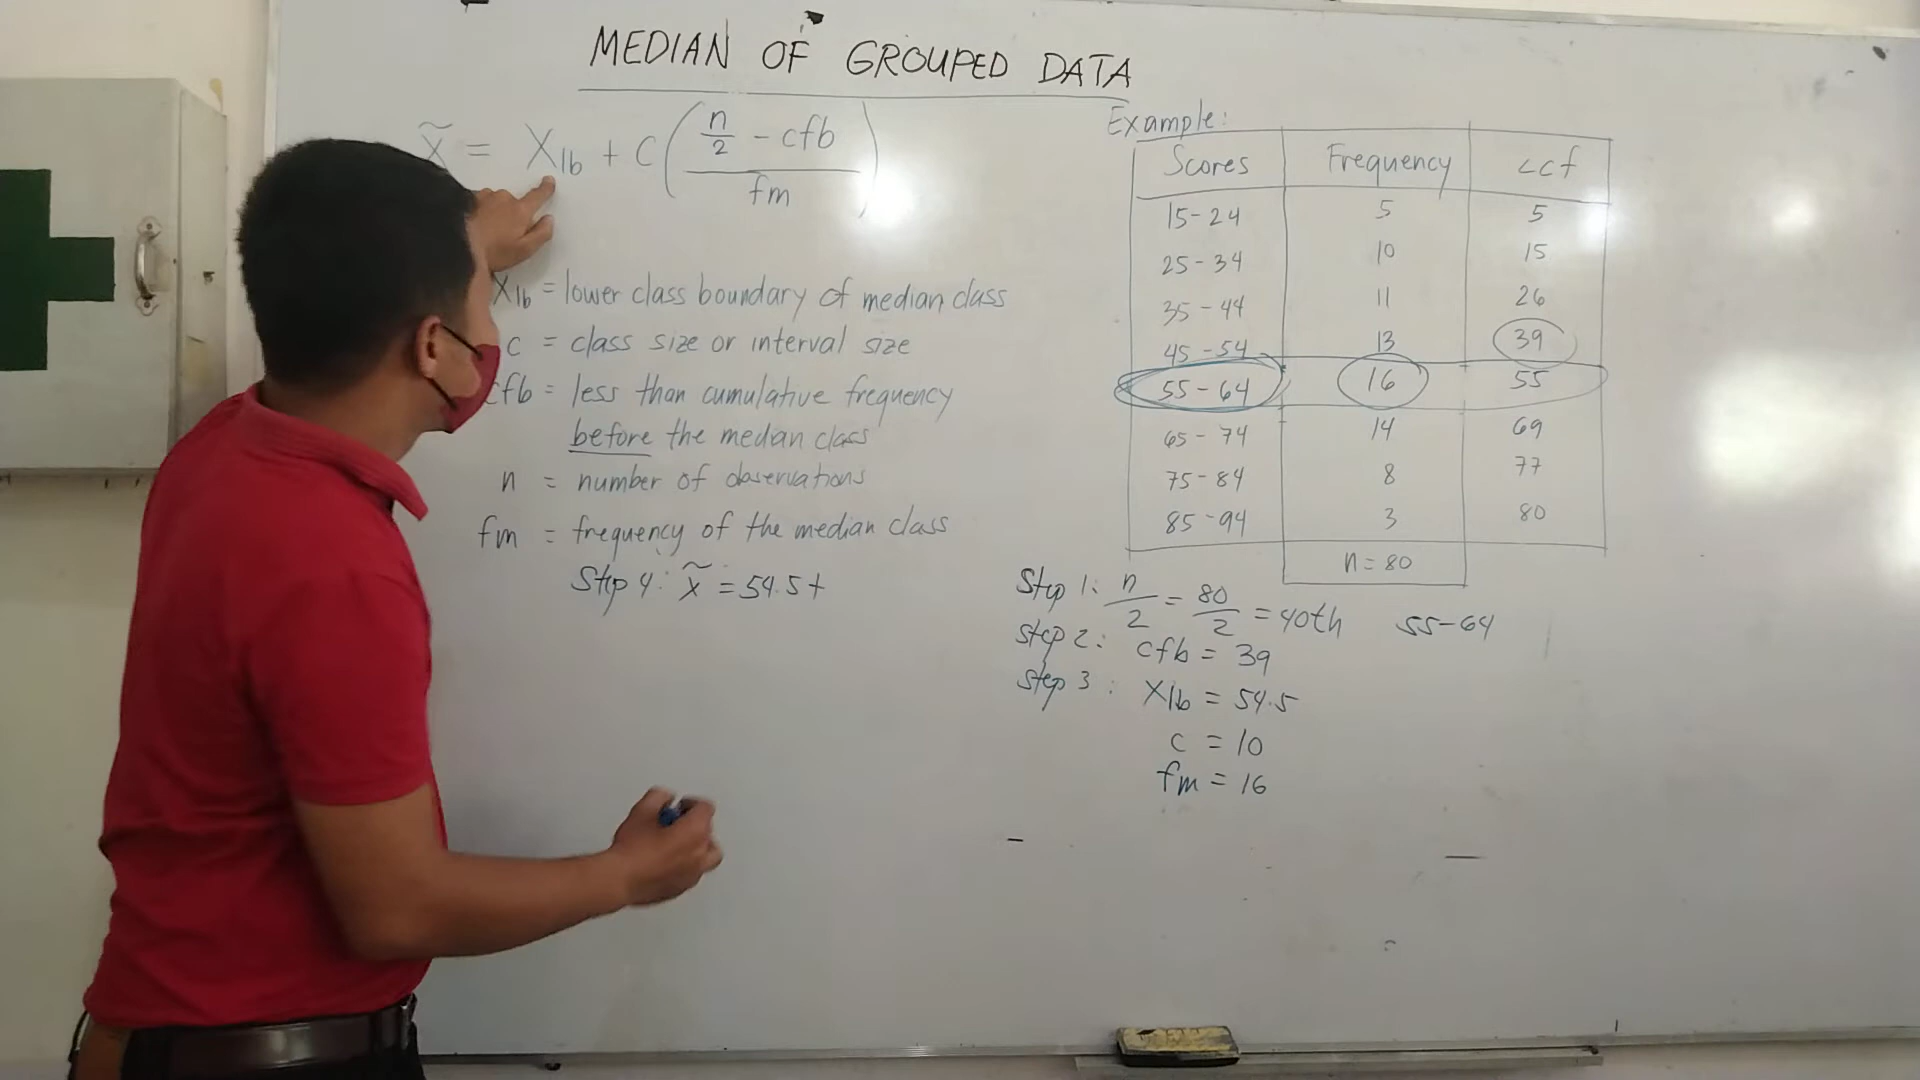 MEDIAN OF GROUPED DATA
x̃ = X_lb + C ( (n/2 - cfb) / fm )
X_lb = lower class boundary of median class
c = class size or interval size
cfb = less than cumulative frequency
before the median class
n = number of observations
fm = frequency of the median class
Step 4: x̃ = 54.5 +
Example:
Scores Frequency <cf
15-24 5 5
25-34 10 15
35-44 11 26
45-54 13 39
55-64 16 55
65-74 14 69
75-84 8 77
85-94 3 80
n=80
Step 1: n/2 = 80/2 = 40th 55-64
Step 2: cfb = 39
Step 3: X_lb = 54.5
c = 10
fm = 16